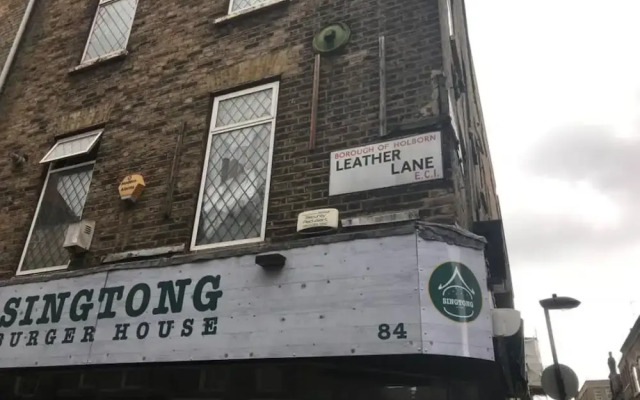 BOROUGH OF HOLBORN
LEATHER LANE
E.C.1.
SINGTONG
BURGER HOUSE
84
SINGTONG